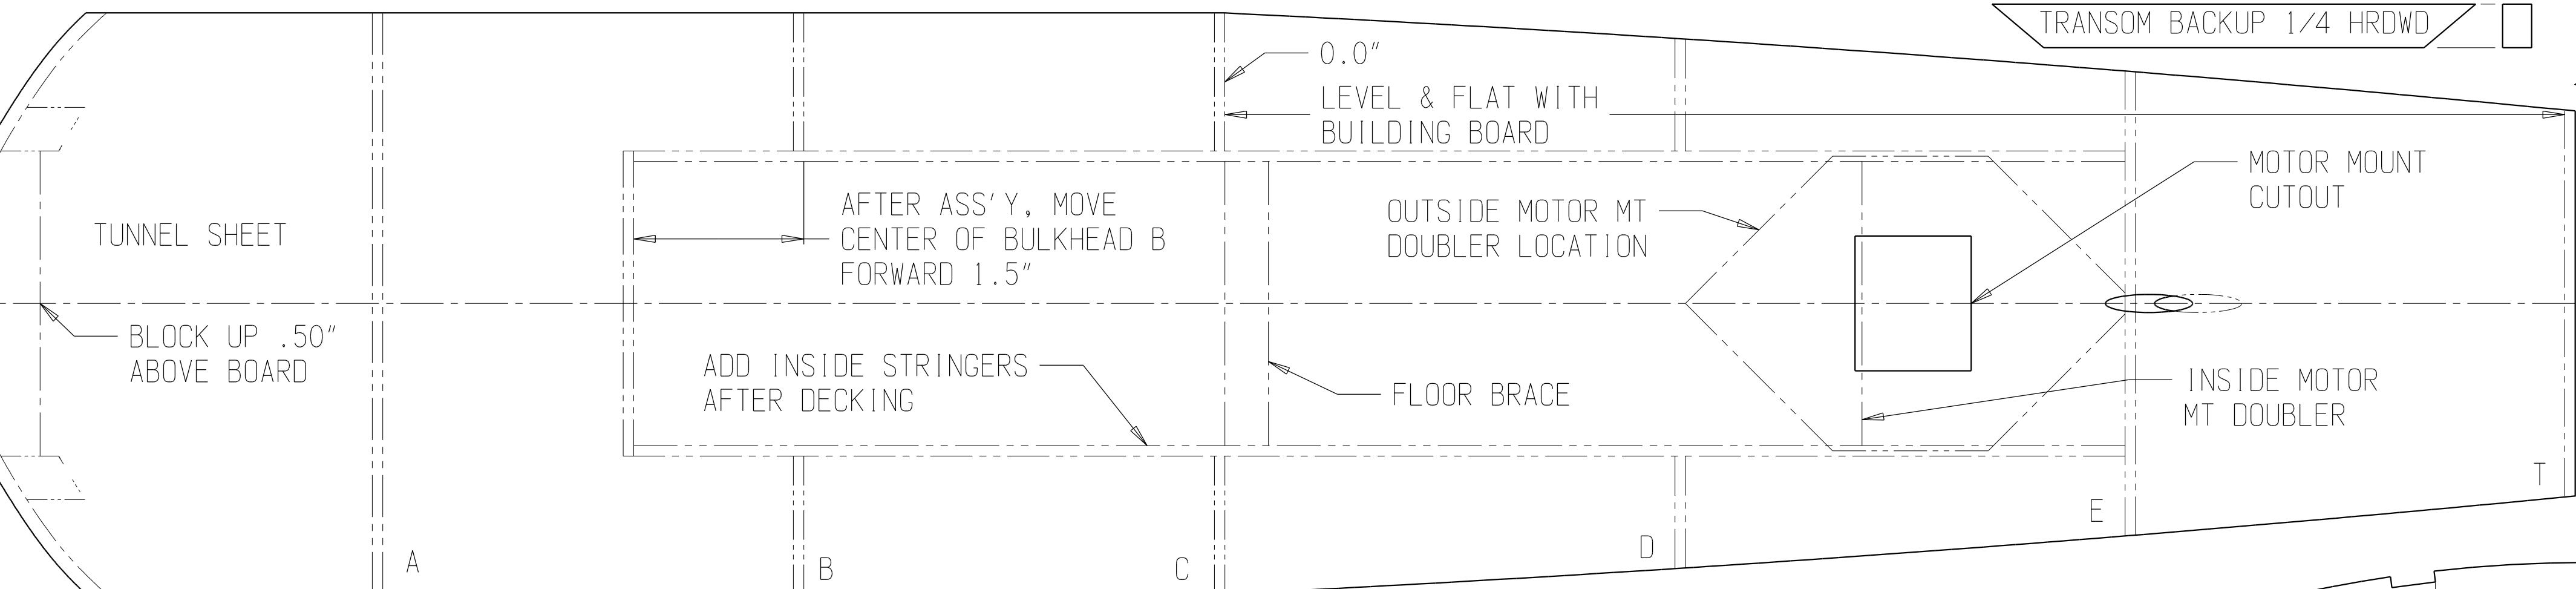 TRANSOM BACKUP 1/4 HRDWD
0.0"
LEVEL & FLAT WITH
BUILDING BOARD
MOTOR MOUNT
CUTOUT
AFTER ASS'Y, MOVE
CENTER OF BULKHEAD B
FORWARD 1.5"
OUTSIDE MOTOR MT
DOUBLER LOCATION
TUNNEL SHEET
BLOCK UP .50"
ABOVE BOARD
ADD INSIDE STRINGERS
AFTER DECKING
FLOOR BRACE
INSIDE MOTOR
MT DOUBLER
A
B
C
D
E
T